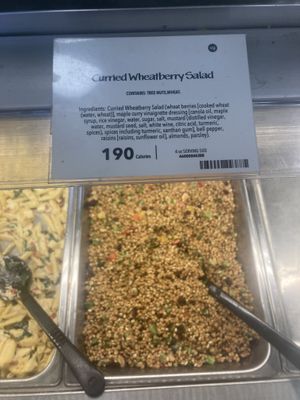 Curried Wheatberry Salad
CONTAINS: TREE NUTS, WHEAT.
Ingredients: Curried Wheatberry Salad (wheat berries [cooked wheat
(water, wheat)], maple curry vinaigrette dressing [canola oil, maple
syrup, rice vinegar, water, sugar, salt, mustard (distilled vinegar,
water, mustard seed, salt, white wine, citric acid, turmeric,
spices), spices including turmeric, xanthan gum], bell pepper,
raisins (raisins, sunflower oil), almonds, parsley).
190 Calories
4 oz SERVING SIZE